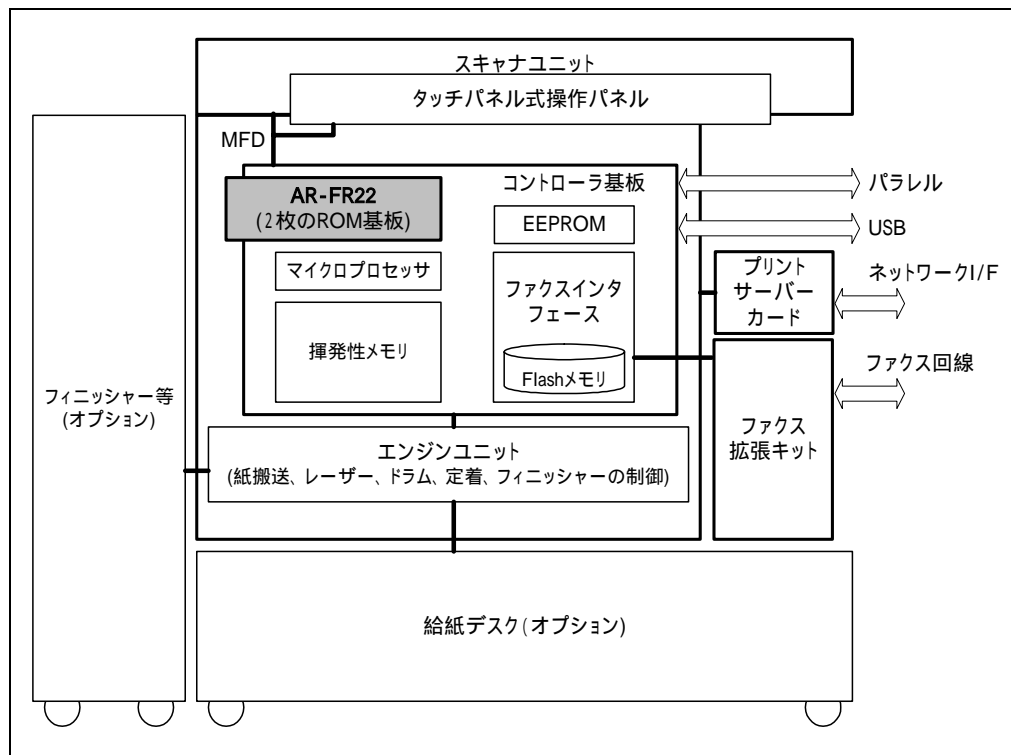 スキャナユニット
タッチパネル式操作パネル
MFD
AR-FR22
(2枚のROM基板)
コントローラ基板
EEPROM
マイクロプロセッサ
ファクスインタ
フェース
揮発性メモリ
Flashメモリ
パラレル
USB
プリント
サーバー
カード
ネットワークI/F
ファクス回線
ファクス
拡張キット
フィニッシャー等
(オプション)
エンジンユニット
(紙搬送、レーザー、ドラム、定着、フィニッシャーの制御)
給紙デスク(オプション)